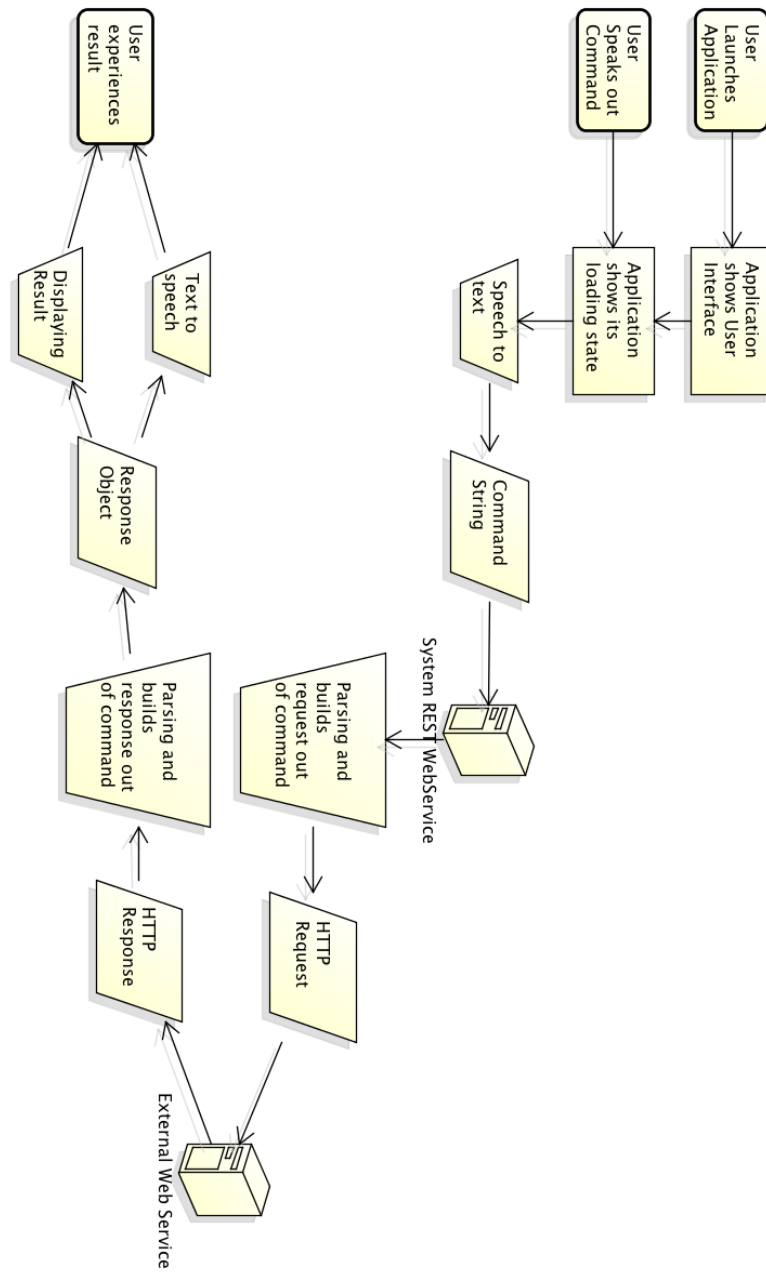 User
Launches
Application
Application
shows User
Interface
User
Speaks out
Command
Application
shows its
loading state
Speech to
text
Command
String
System REST WebService
Parsing and
builds
request out
of command
HTTP
Request
External Web Service
HTTP
Response
Parsing and
builds
response out
of command
Response
Object
Text to
speech
Displaying
Result
User
experiences
result